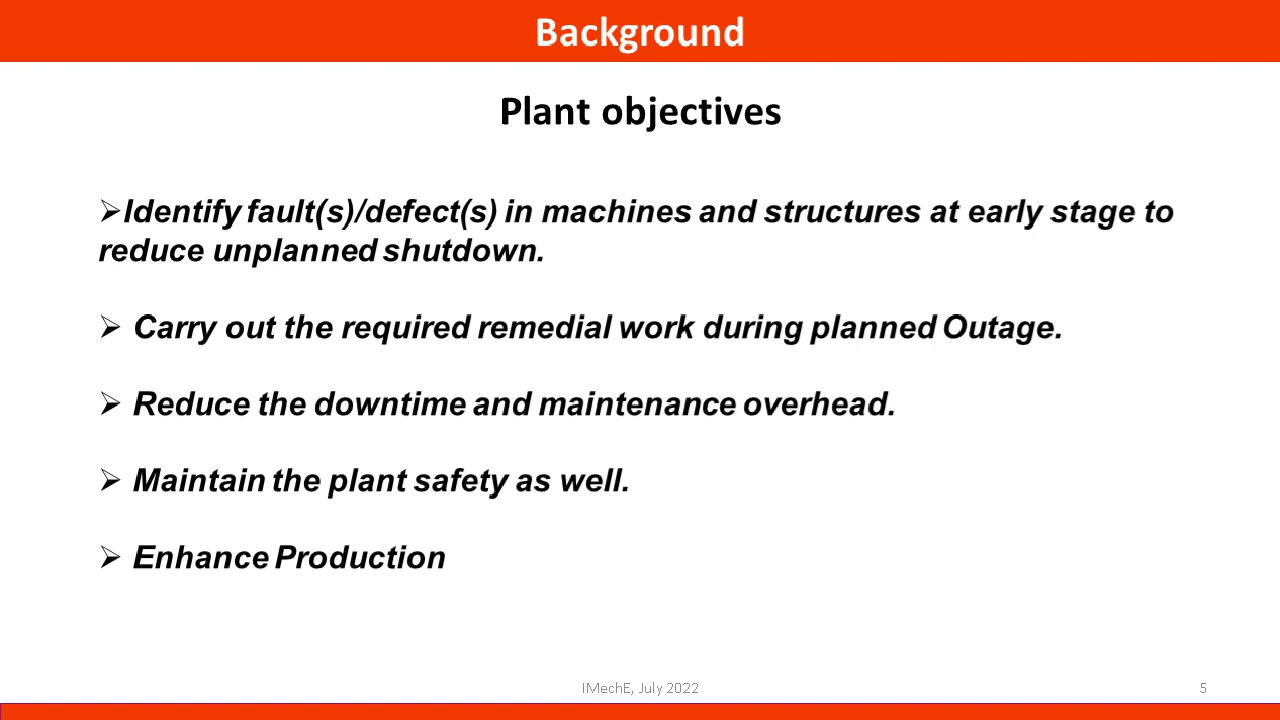 Background
Plant objectives
➢Identify fault(s)/defect(s) in machines and structures at early stage to
reduce unplanned shutdown.
➢ Carry out the required remedial work during planned Outage.
➢ Reduce the downtime and maintenance overhead.
➢ Maintain the plant safety as well.
➢ Enhance Production
IMechE, July 2022
5